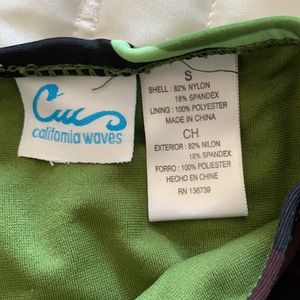 california waves
S
SHELL : 82% NYLON
18% SPANDEX
LINING : 100% POLYESTER
MADE IN CHINA
CH
EXTERIOR : 82% NILON
18% SPANDEX
FORRO : 100% POLYESTER
HECHO EN CHINE
RN 136739